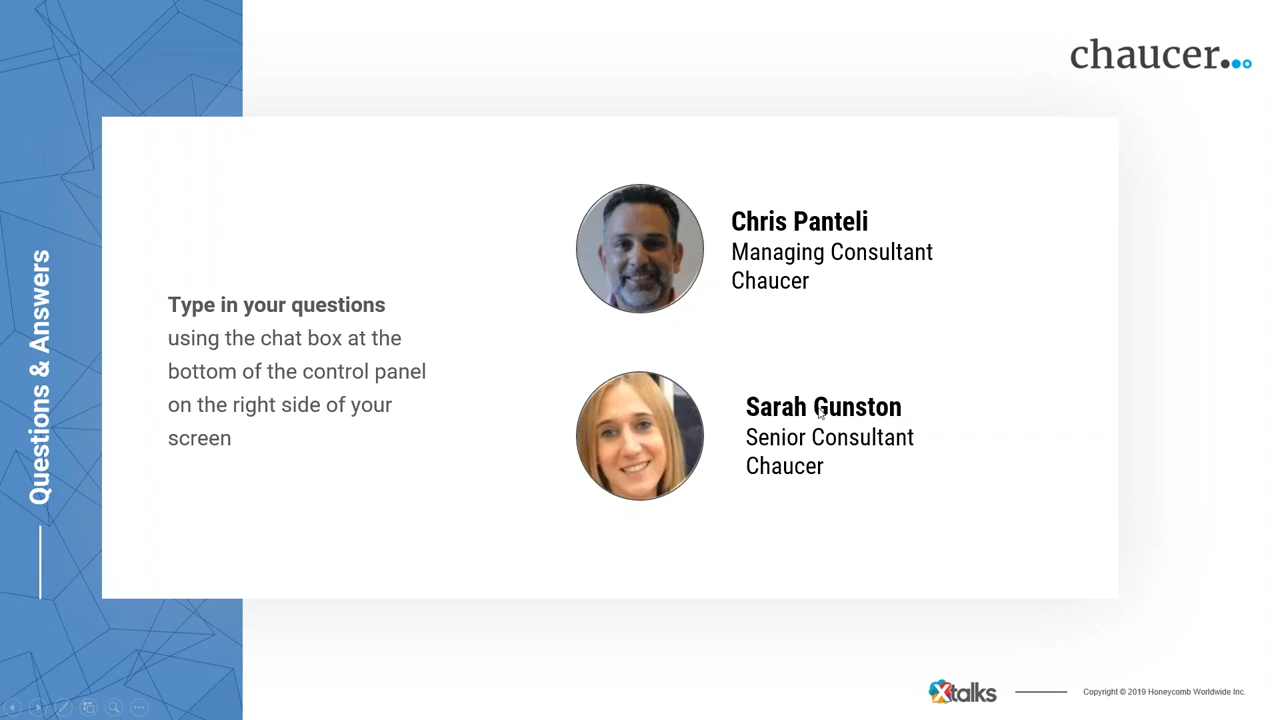 chaucer
Questions & Answers
Type in your questions
using the chat box at the
bottom of the control panel
on the right side of your
screen
Chris Panteli
Managing Consultant
Chaucer
Sarah Gunston
Senior Consultant
Chaucer
Xtalks
Copyright © 2019 Honeycomb Worldwide Inc.